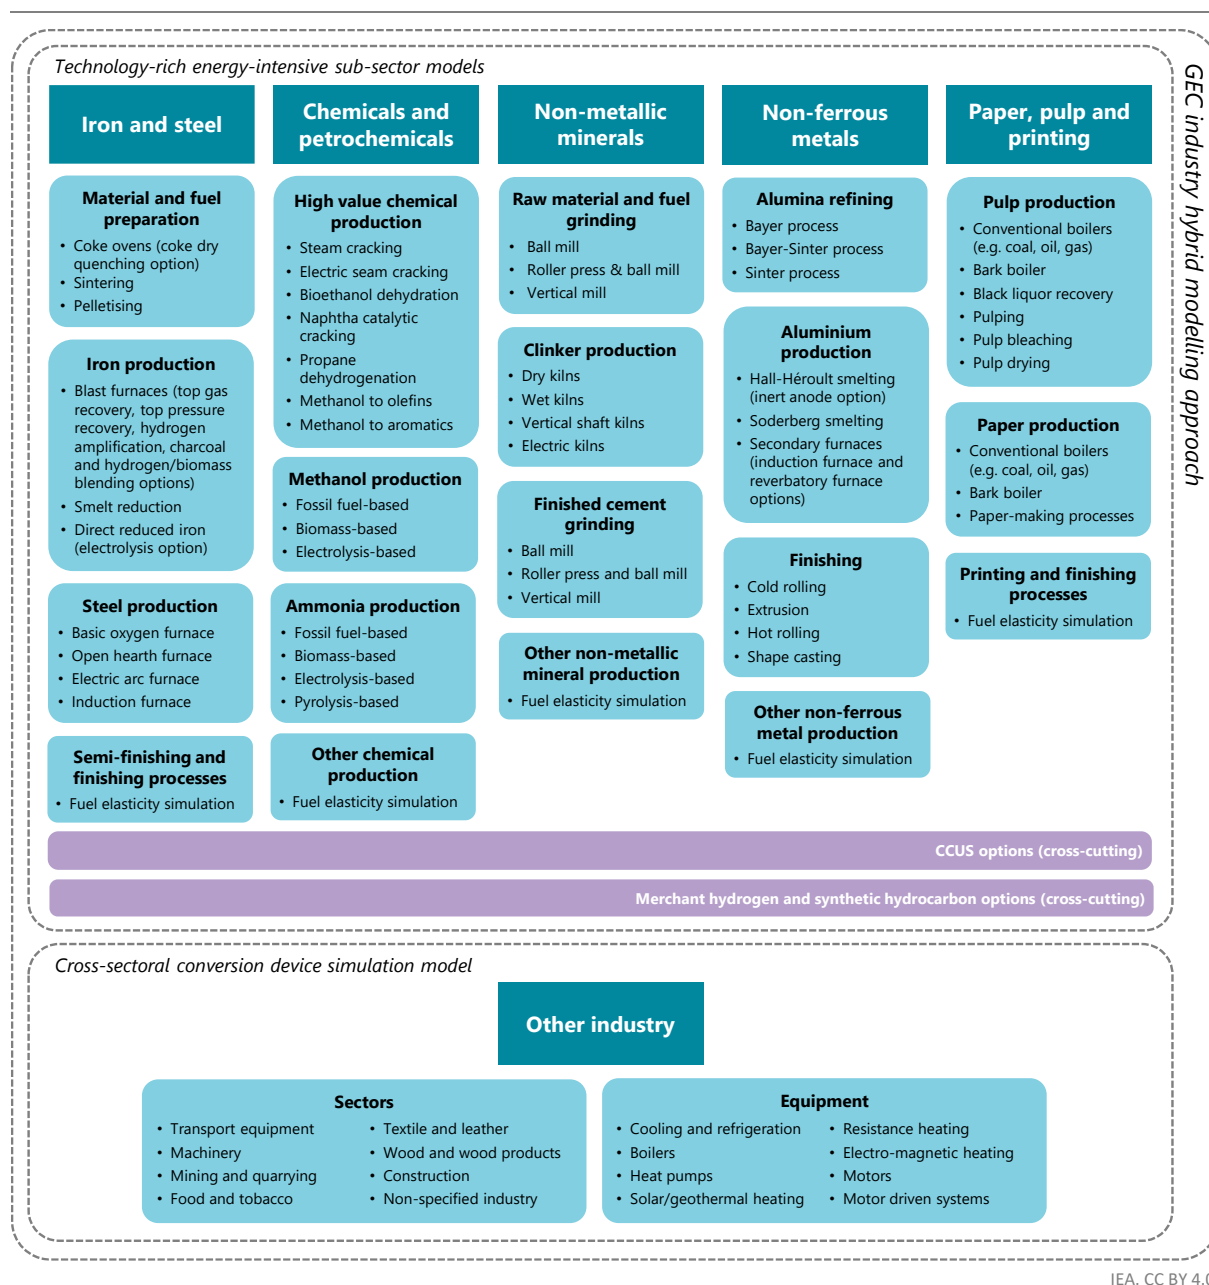 Technology-rich energy-intensive sub-sector models
GEC industry hybrid modelling approach
Iron and steel
Material and fuel
preparation
• Coke ovens (coke dry
quenching option)
• Sintering
• Pelletising
Iron production
• Blast furnaces (top gas
recovery, top pressure
recovery, hydrogen
amplification, charcoal
and hydrogen/biomass
blending options)
• Smelt reduction
• Direct reduced iron
(electrolysis option)
Steel production
• Basic oxygen furnace
• Open hearth furnace
• Electric arc furnace
• Induction furnace
Semi-finishing and
finishing processes
• Fuel elasticity simulation
Chemicals and
petrochemicals
High value chemical
production
• Steam cracking
• Electric seam cracking
• Bioethanol dehydration
• Naphtha catalytic
cracking
• Propane
dehydrogenation
• Methanol to olefins
• Methanol to aromatics
Methanol production
• Fossil fuel-based
• Biomass-based
• Electrolysis-based
Ammonia production
• Fossil fuel-based
• Biomass-based
• Electrolysis-based
• Pyrolysis-based
Other chemical
production
• Fuel elasticity simulation
Non-metallic
minerals
Raw material and fuel
grinding
• Ball mill
• Roller press & ball mill
• Vertical mill
Clinker production
• Dry kilns
• Wet kilns
• Vertical shaft kilns
• Electric kilns
Finished cement
grinding
• Ball mill
• Roller press and ball mill
• Vertical mill
Other non-metallic
mineral production
• Fuel elasticity simulation
Non-ferrous
metals
Alumina refining
• Bayer process
• Bayer-Sinter process
• Sinter process
Aluminium
production
• Hall-Héroult smelting
(inert anode option)
• Soderberg smelting
• Secondary furnaces
(induction furnace and
reverbatory furnace
options)
Finishing
• Cold rolling
• Extrusion
• Hot rolling
• Shape casting
Other non-ferrous
metal production
• Fuel elasticity simulation
Paper, pulp and
printing
Pulp production
• Conventional boilers
(e.g. coal, oil, gas)
• Bark boiler
• Black liquor recovery
• Pulping
• Pulp bleaching
• Pulp drying
Paper production
• Conventional boilers
(e.g. coal, oil, gas)
• Bark boiler
• Paper-making processes
Printing and finishing
processes
• Fuel elasticity simulation
CCUS options (cross-cutting)
Merchant hydrogen and synthetic hydrocarbon options (cross-cutting)
Cross-sectoral conversion device simulation model
Other industry
Sectors
• Transport equipment
• Machinery
• Mining and quarrying
• Food and tobacco
• Textile and leather
• Wood and wood products
• Construction
• Non-specified industry
Equipment
• Cooling and refrigeration
• Boilers
• Heat pumps
• Solar/geothermal heating
• Resistance heating
• Electro-magnetic heating
• Motors
• Motor driven systems
IEA. CC BY 4.0